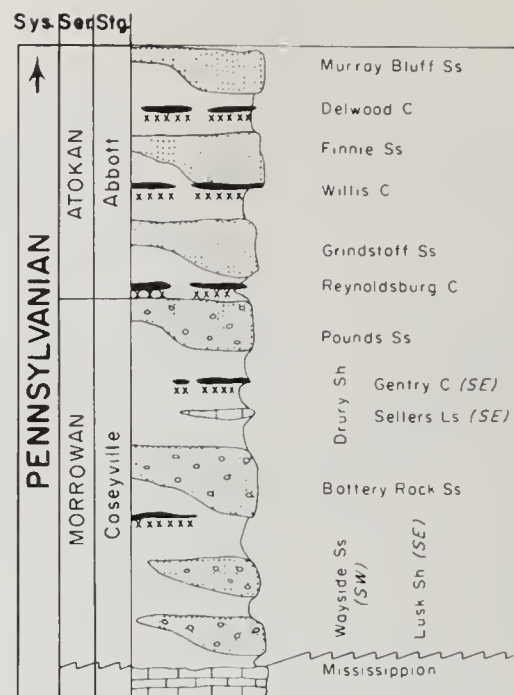 Sys. Ser. Stg.
PENNSYLVANIAN
ATOKAN
MORROWAN
Abbott
Caseyville
Murray Bluff Ss
Delwood C
Finnie Ss
Willis C
Grindstaff Ss
Reynoldsburg C
Pounds Ss
Drury Sh
Gentry C (SE)
Sellers Ls (SE)
Battery Rock Ss
Wayside Ss
(SW)
Lusk Sh (SE)
Mississippian